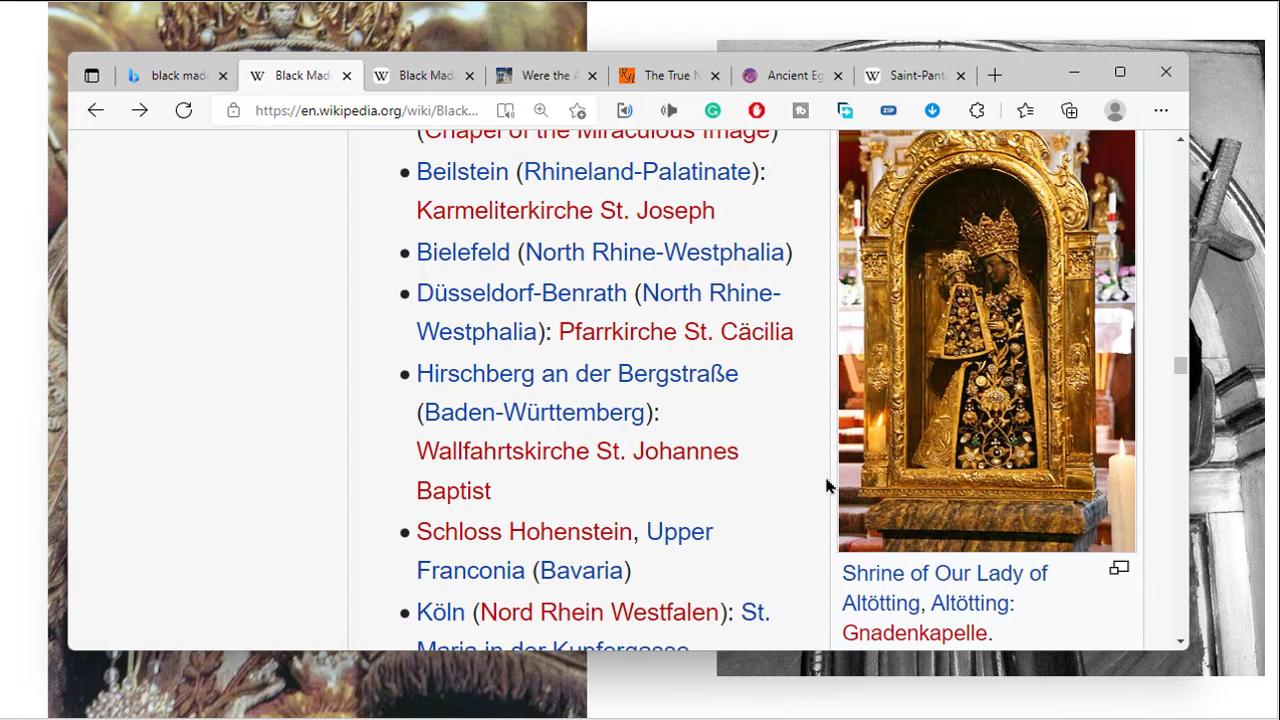 black mad
Black Mad
Black Mad
Were the A
The True N
Ancient Eg
Saint-Pant
https://en.wikipedia.org/wiki/Black...
(Chapel of the Miraculous Image)
• Beilstein (Rhineland-Palatinate):
Karmeliterkirche St. Joseph
• Bielefeld (North Rhine-Westphalia)
• Düsseldorf-Benrath (North Rhine-
Westphalia): Pfarrkirche St. Cäcilia
• Hirschberg an der Bergstraße
(Baden-Württemberg):
Wallfahrtskirche St. Johannes
Baptist
• Schloss Hohenstein, Upper
Franconia (Bavaria)
• Köln (Nord Rhein Westfalen): St.
Maria in der Kupfergasse
Shrine of Our Lady of
Altötting, Altötting:
Gnadenkapelle.